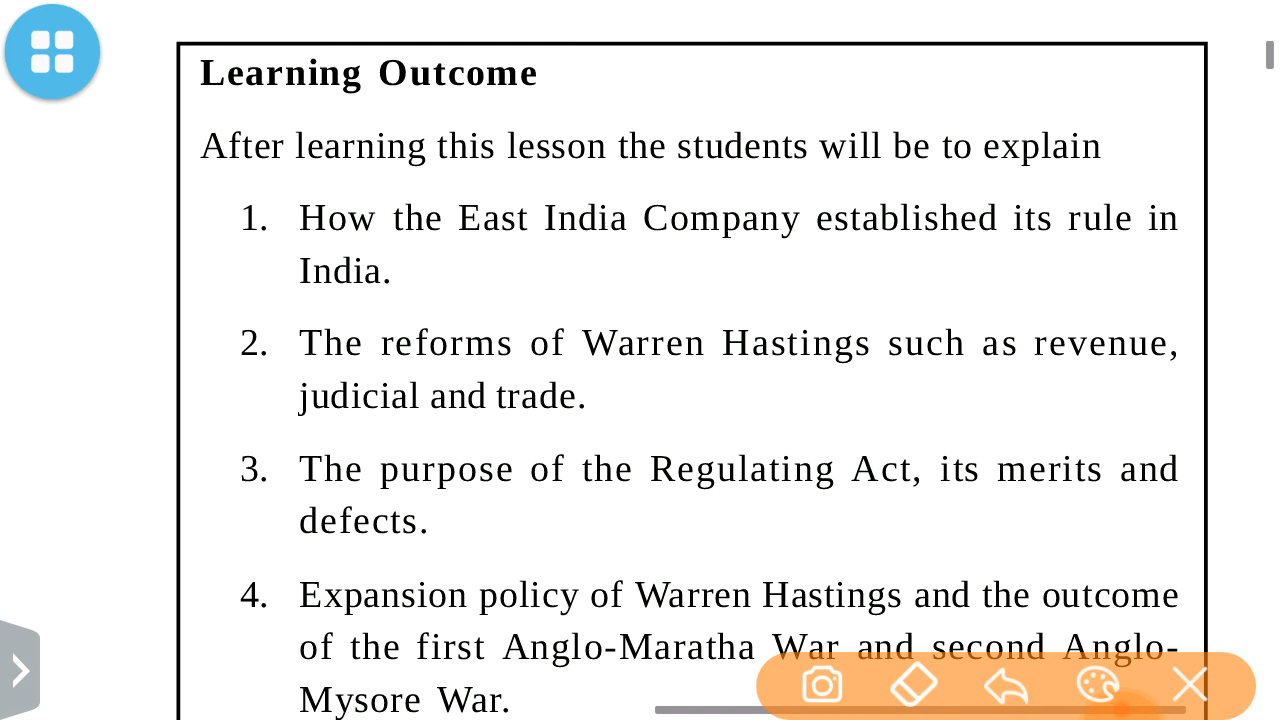 Learning Outcome
After learning this lesson the students will be to explain
1. How the East India Company established its rule in
India.
2. The reforms of Warren Hastings such as revenue,
judicial and trade.
3. The purpose of the Regulating Act, its merits and
defects.
4. Expansion policy of Warren Hastings and the outcome
of the first Anglo-Maratha War and second Anglo-
Mysore War.